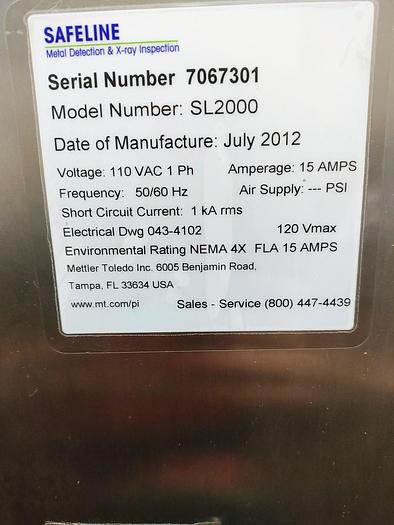 SAFELINE
Metal Detection & X-ray Inspection
Serial Number 7067301
Model Number: SL2000
Date of Manufacture: July 2012
Voltage: 110 VAC 1 Ph Amperage: 15 AMPS
Frequency: 50/60 Hz Air Supply: --- PSI
Short Circuit Current: 1 kA rms
Electrical Dwg 043-4102 120 Vmax
Environmental Rating NEMA 4X FLA 15 AMPS
Mettler Toledo Inc. 6005 Benjamin Road,
Tampa, FL 33634 USA
www.mt.com/pi Sales - Service (800) 447-4439